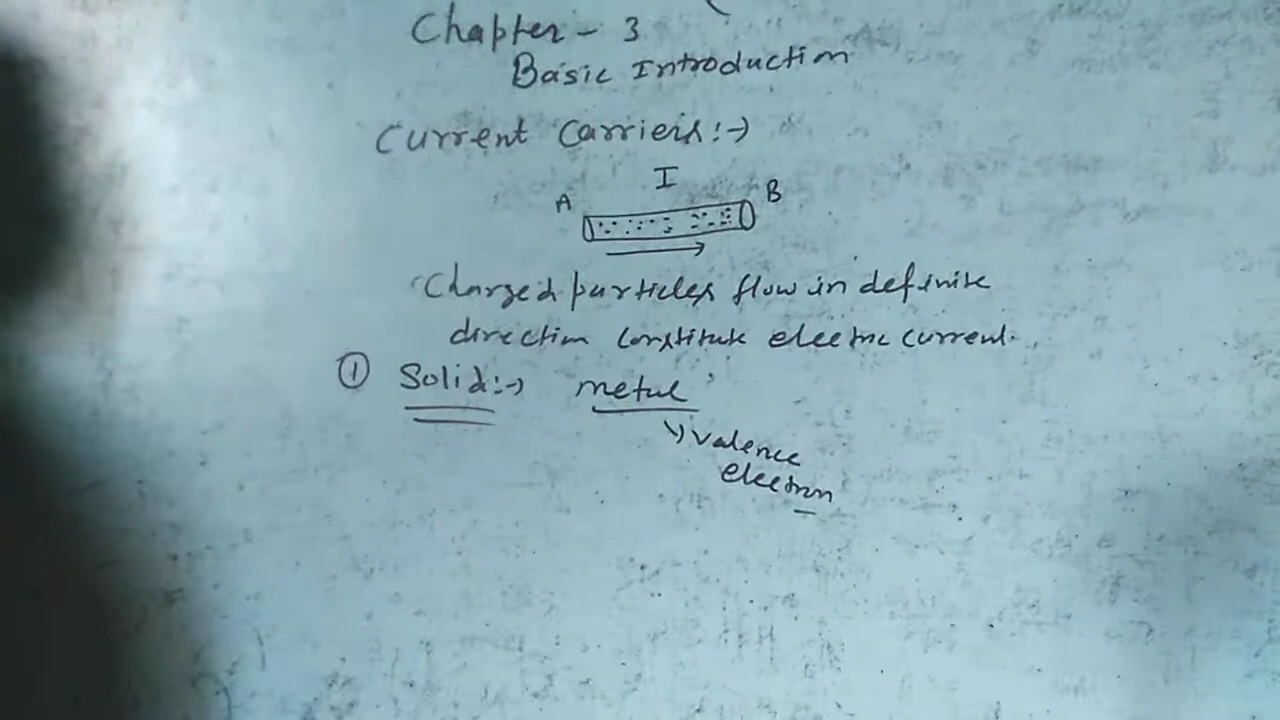 Chapter - 3
Basic Introduction
Current Carriers :→
I
A B
Charged particles flow in definite
direction constitute electric current.
① Solid :→ metal
valence
electron